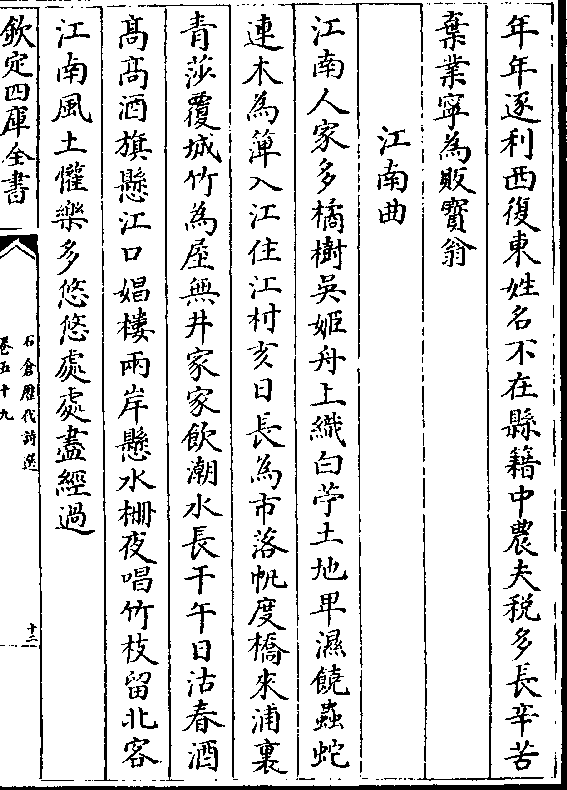 年年逐利西復東姓名不在縣籍中農夫税多長辛苦
棄業寧為販寳翁
江南曲
江南人家多橘樹吳姬舟上織白苧土地卑濕饒蟲蛇
連木為簰入江住江村亥日長為市落帆度橋來浦裏
青莎覆城竹為屋無井家家飲潮水長干午日沽春酒
髙髙酒旗懸江口娼樓兩岸懸水柵夜唱竹枝留北客
江南風土懽樂多悠悠處處盡經過
欽定四庫全書
石倉歴代詩選
卷五十九
十三